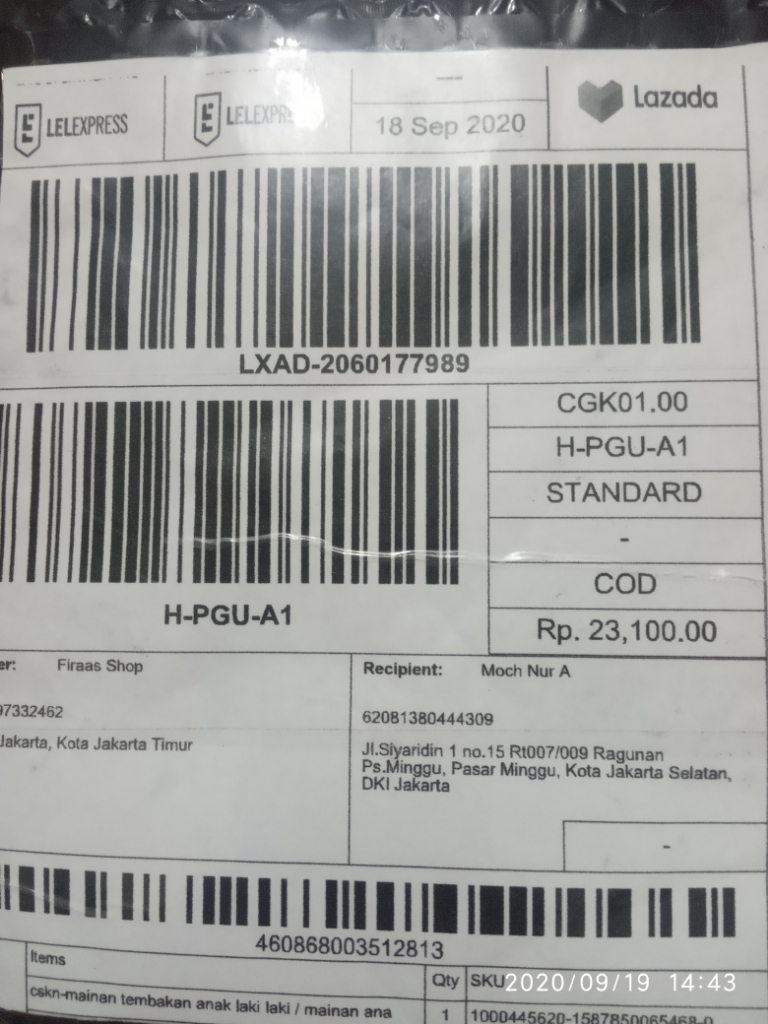 LELEXPRESS
LELEXPRE
18 Sep 2020
Lazada
LXAD-2060177989
CGK01.00
H-PGU-A1
STANDARD
-
COD
Rp. 23,100.00
H-PGU-A1
er: Firaas Shop
97332462
Jakarta, Kota Jakarta Timur
Recipient: Moch Nur A
62081380444309
Jl.Siyaridin 1 no.15 Rt007/009 Ragunan
Ps.Minggu, Pasar Minggu, Kota Jakarta Selatan,
DKI Jakarta
-
460868003512813
Items Qty SKU
cskn-mainan tembakan anak laki laki / mainan ana 1 1000445620-1587850065468-0
2020/09/19 14:43